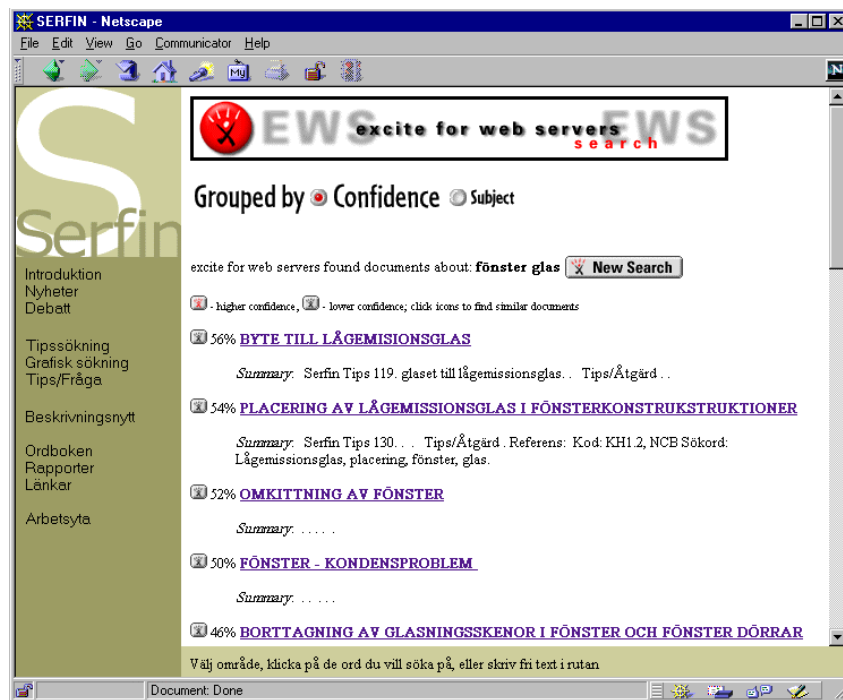 SERFIN - Netscape
File Edit View Go Communicator Help
My
N
S
Serfin
EWS excite for web servers EWS
search
Grouped by Confidence Subject
excite for web servers found documents about: fönster glas New Search
- higher confidence, - lower confidence; click icons to find similar documents
56% BYTE TILL LÅGEMISIONSGLAS
Summary: Serfin Tips 119. glaset till lågemissionsglas. . Tips/Åtgärd . .
54% PLACERING AV LÅGEMISSIONSGLAS I FÖNSTERKONSTRUKSTRUKTIONER
Summary: Serfin Tips 130. . . Tips/Åtgärd . Referens: Kod: KH1.2, NCB Sökord:
Lågemissionsglas, placering, fönster, glas.
52% OMKITTNING AV FÖNSTER
Summary: . . . . .
50% FÖNSTER - KONDENSPROBLEM
Summary: . . . . .
46% BORTTAGNING AV GLASNINGSSKENOR I FÖNSTER OCH FÖNSTER DÖRRAR
Introduktion
Nyheter
Debatt
Tipssökning
Grafisk sökning
Tips/Fråga
Beskrivningsnytt
Ordboken
Rapporter
Länkar
Arbetsyta
Välj område, klicka på de ord du vill söka på, eller skriv fri text i rutan
Document: Done